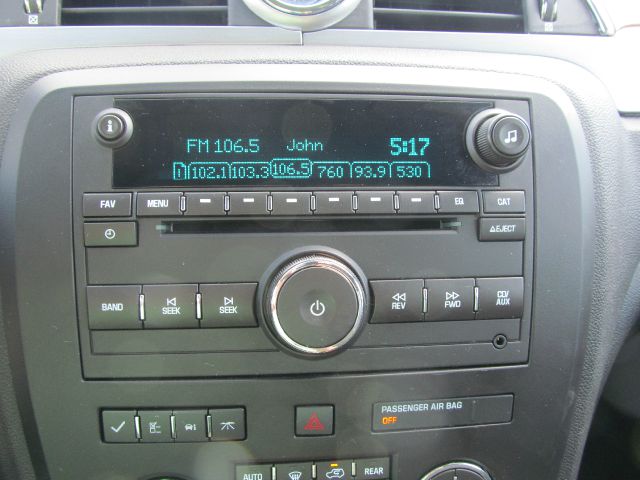 FM 106.5 John 5:17
1 102.1 103.3 106.5 760 93.9 530
FAV MENU EQ CAT
EJECT
BAND SEEK SEEK REV FWD CD/AUX
PASSENGER AIR BAG
OFF
AUTO REAR